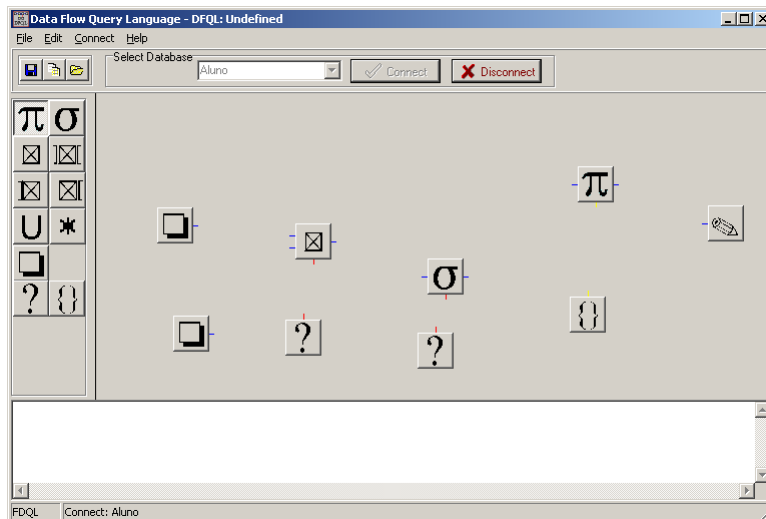 Data Flow Query Language - DFQL: Undefined
File Edit Connect Help
Select Database
Aluno Connect Disconnect
π σ
π
σ
U *
? {}
{}
? ?
FDQL Connect: Aluno